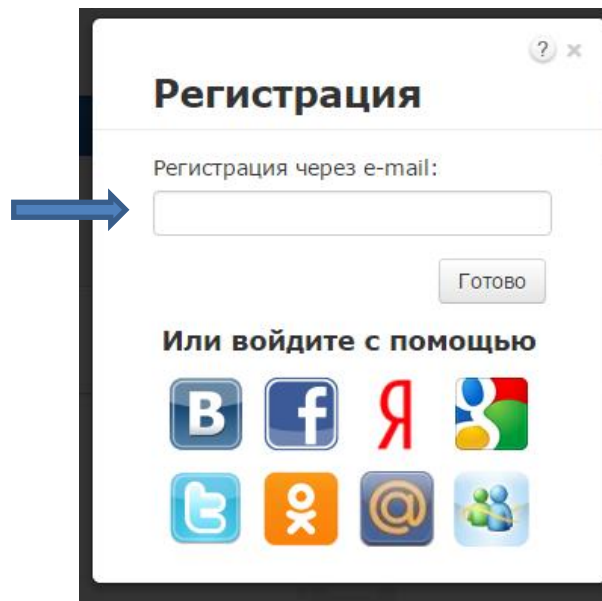 ?
Регистрация
Регистрация через e-mail:
Готово
Или войдите с помощью
В f Я g
t @